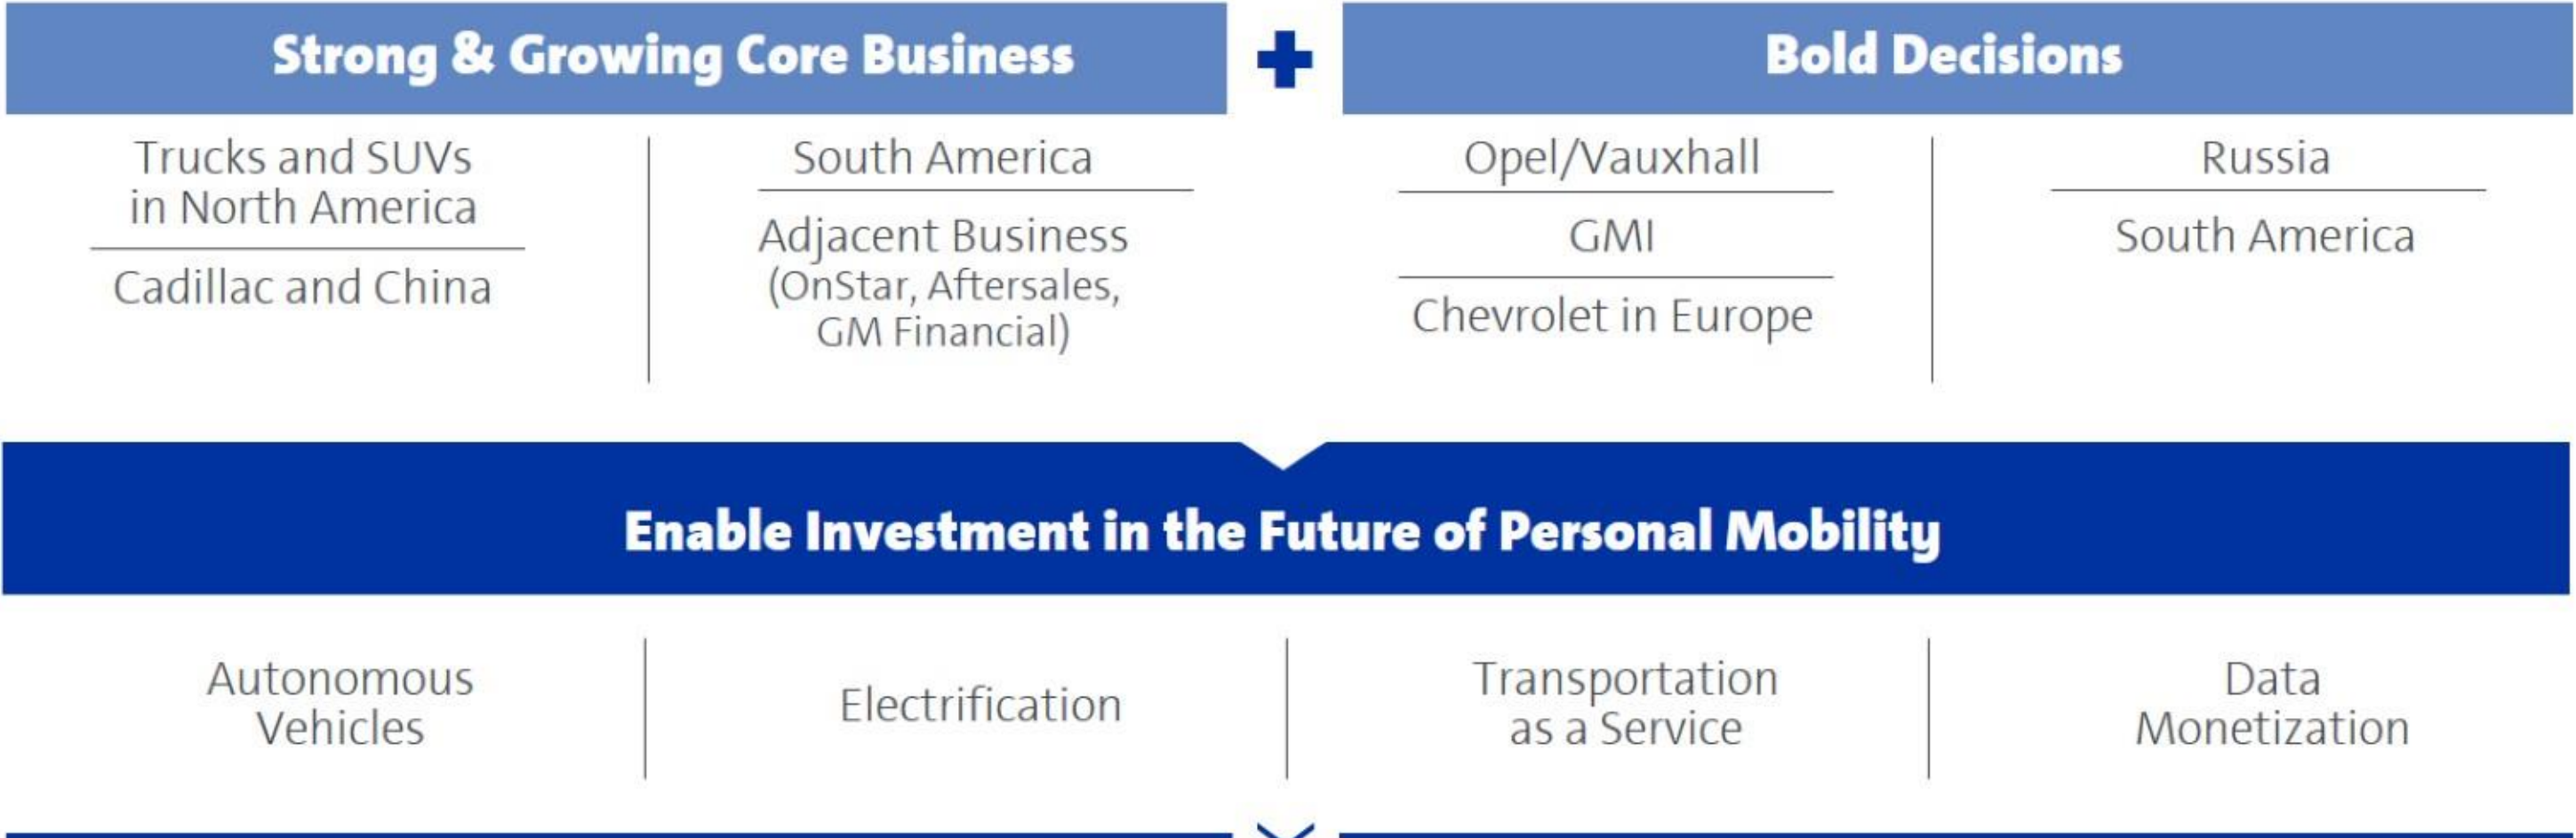 Strong & Growing Core Business
+
Bold Decisions
Trucks and SUVs
in North America
Cadillac and China
South America
Adjacent Business
(OnStar, Aftersales,
GM Financial)
Opel/Vauxhall
GMI
Chevrolet in Europe
Russia
South America
Enable Investment in the Future of Personal Mobility
Autonomous
Vehicles
Electrification
Transportation
as a Service
Data
Monetization